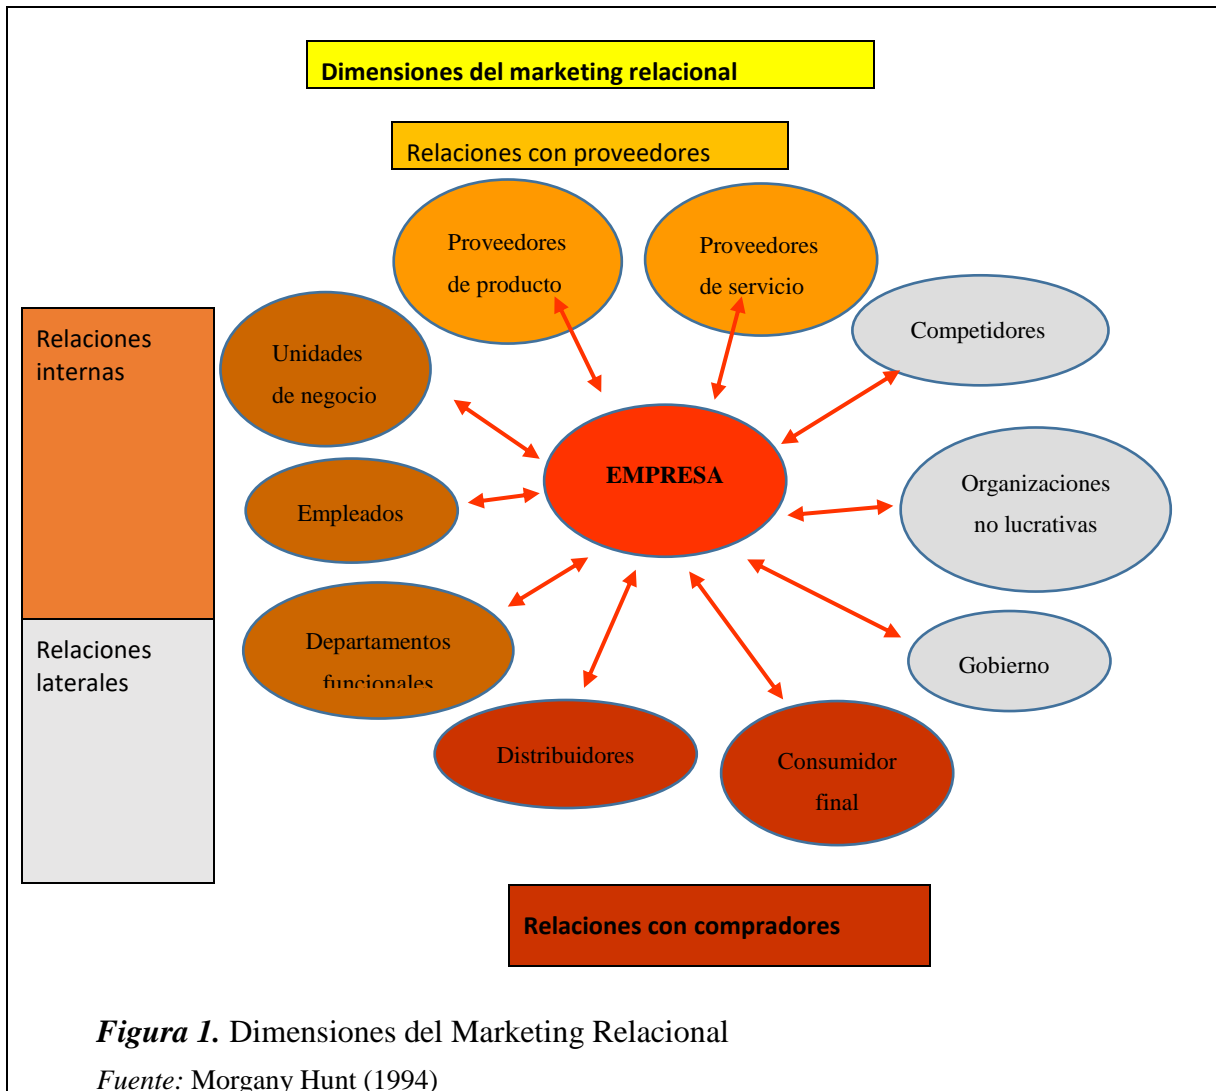 Dimensiones del marketing relacional
Relaciones con proveedores
Proveedores
de producto
Proveedores
de servicio
Competidores
Relaciones
internas
Unidades
de negocio
EMPRESA
Organizaciones
no lucrativas
Empleados
Departamentos
funcionales
Relaciones
laterales
Gobierno
Distribuidores
Consumidor
final
Relaciones con compradores
Figura 1. Dimensiones del Marketing Relacional
Fuente: Morgany Hunt (1994)